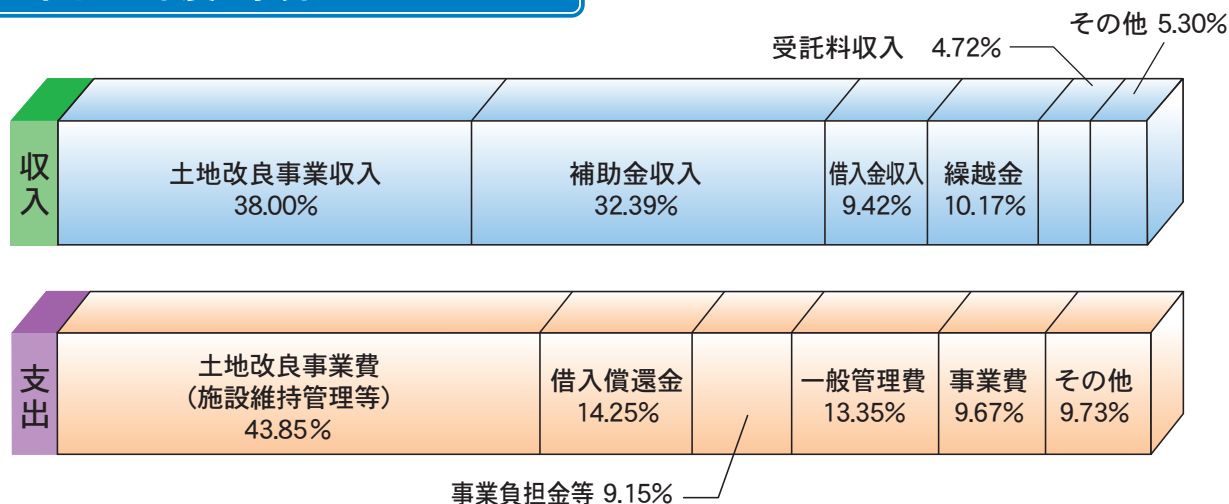 その他 5.30%
受託料収入 4.72%
収入
土地改良事業収入
38.00%
補助金収入
32.39%
借入金収入
9.42%
繰越金
10.17%
支出
土地改良事業費
(施設維持管理等)
43.85%
借入償還金
14.25%
一般管理費
13.35%
事業費
9.67%
その他
9.73%
事業負担金等 9.15%